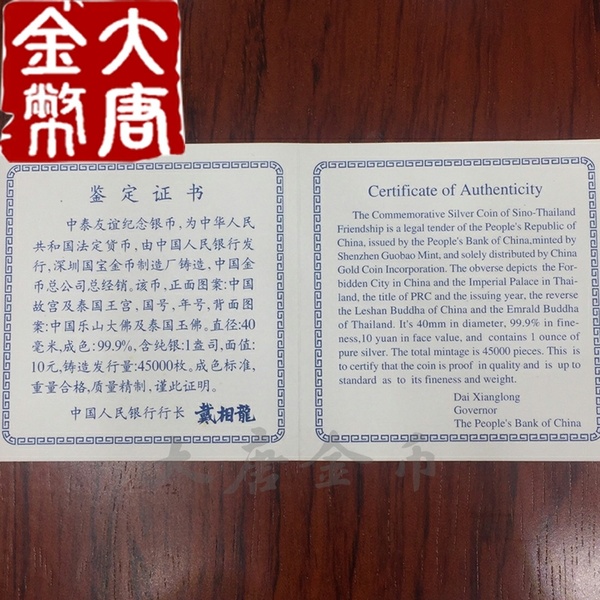 大唐
金幣
鉴定证书
中泰友谊纪念银币，为中华人民
共和国法定货币，由中国人民银行发
行，深圳国宝金币制造厂铸造，中国金
币总公司总经销。该币，正面图案：中国
故宫及泰国王宫，国号，年号，背面图
案：中国乐山大佛及泰国玉佛。直径：40
毫米，成色：99.9%，含纯银：1盎司，面值：
10元，铸造发行量：45000枚。成色标准，
重量合格，质量精制，谨此证明。
中国人民银行行长 戴相龍
Certificate of Authenticity
The Commemorative Silver Coin of Sino-Thailand
Friendship is a legal tender of the People's Republic of
China, issued by the People's Bank of China,minted by
Shenzhen Guobao Mint, and solely distributed by China
Gold Coin Incorporation. The obverse depicts the For-
bidden City in China and the Imperial Palace in Thai-
land, the title of PRC and the issuing year, the reverse
the Leshan Buddha of China and the Emrald Buddha
of Thailand. It's 40mm in diameter, 99.9% in fine-
ness,10 yuan in face value, and contains 1 ounce of
pure silver. The total mintage is 45000 pieces. This is
to certify that the coin is proof in quality and is up to
standard as to its fineness and weight.
Dai Xianglong
Governor
The People's Bank of China
大唐金币